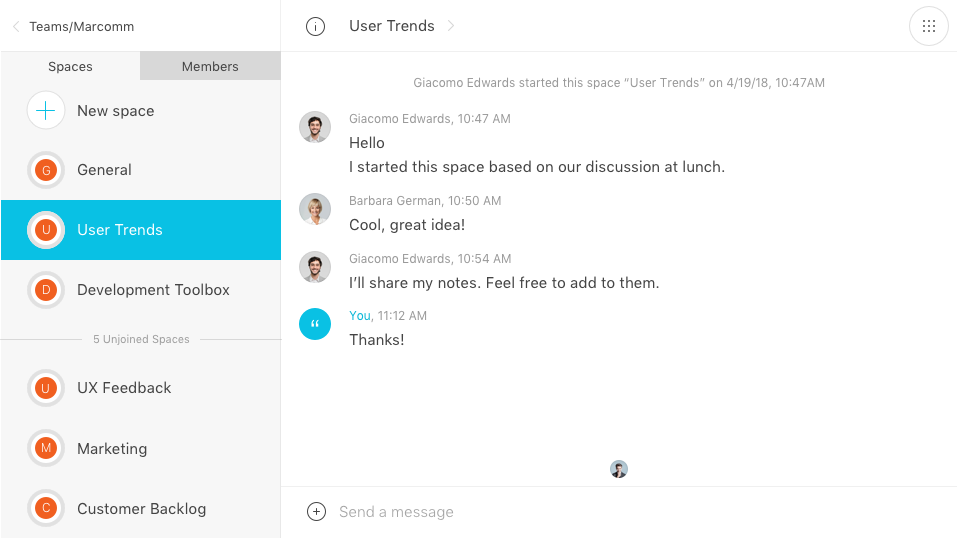 Teams/Marcomm
Spaces
Members
New space
G
General
U
User Trends
D
Development Toolbox
5 Unjoined Spaces
U
UX Feedback
M
Marketing
C
Customer Backlog
i
User Trends
Giacomo Edwards started this space “User Trends” on 4/19/18, 10:47AM
Giacomo Edwards, 10:47 AM
Hello
I started this space based on our discussion at lunch.
Barbara German, 10:50 AM
Cool, great idea!
Giacomo Edwards, 10:54 AM
I’ll share my notes. Feel free to add to them.
“
You, 11:12 AM
Thanks!
Send a message